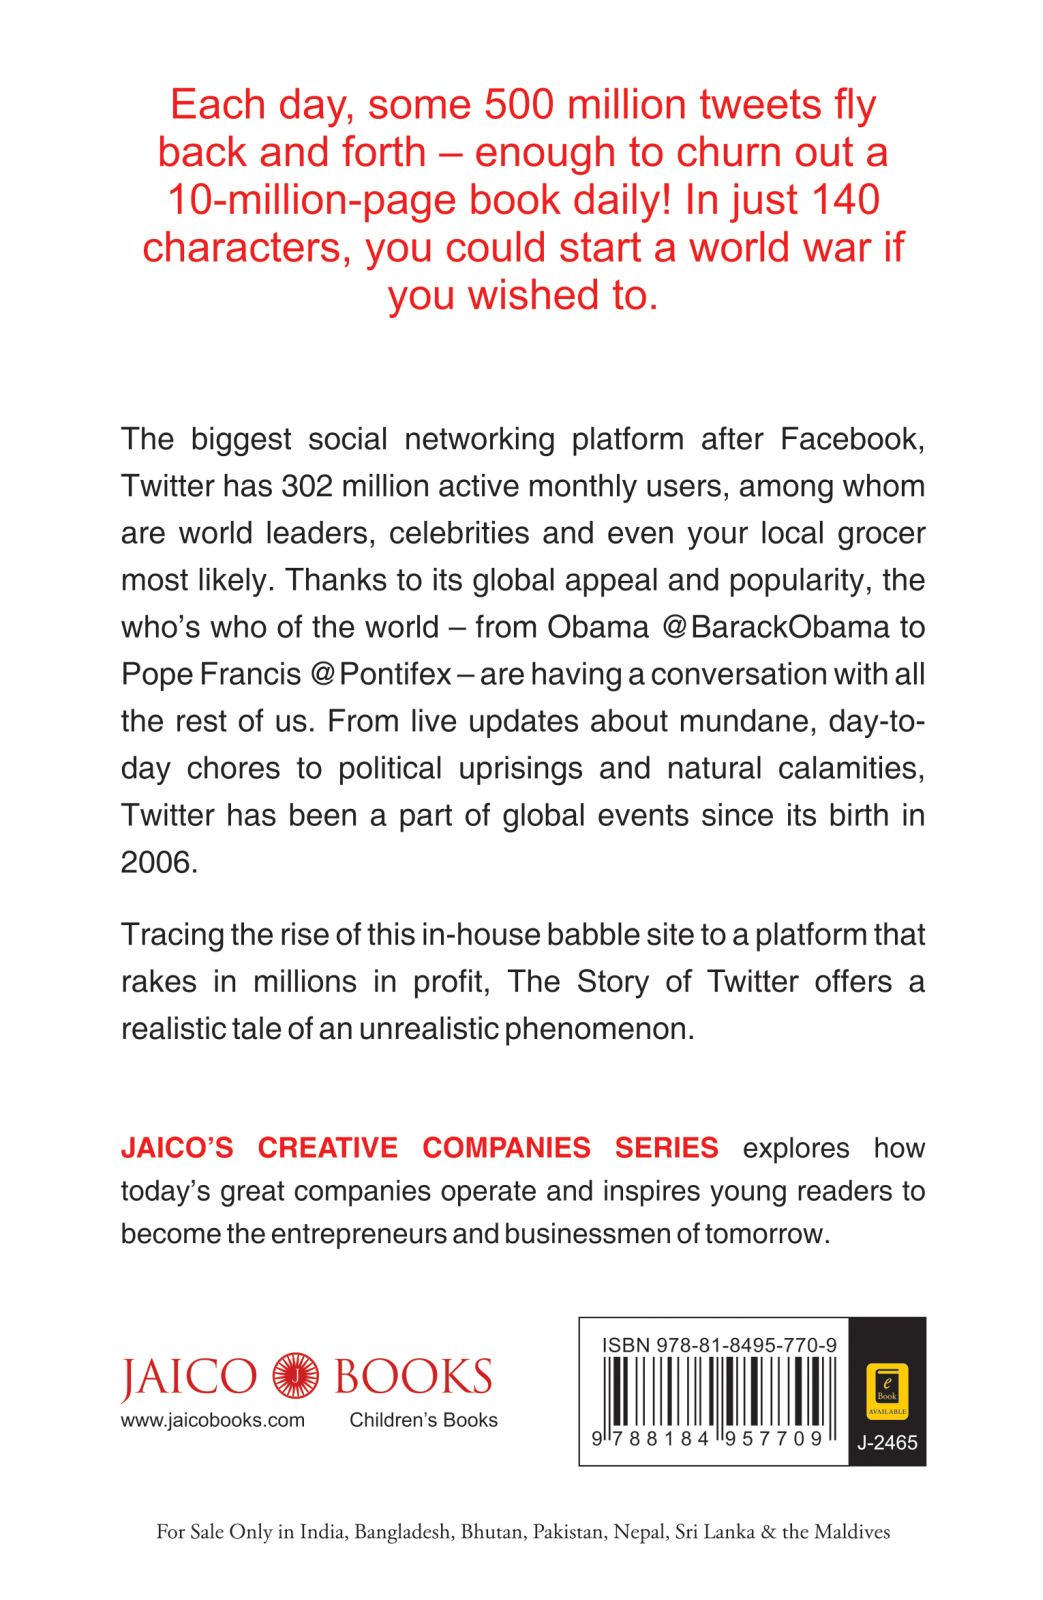 Each day, some 500 million tweets fly
back and forth – enough to churn out a
10-million-page book daily! In just 140
characters, you could start a world war if
you wished to.
The biggest social networking platform after Facebook,
Twitter has 302 million active monthly users, among whom
are world leaders, celebrities and even your local grocer
most likely. Thanks to its global appeal and popularity, the
who’s who of the world – from Obama @BarackObama to
Pope Francis @Pontifex – are having a conversation with all
the rest of us. From live updates about mundane, day-to-
day chores to political uprisings and natural calamities,
Twitter has been a part of global events since its birth in
2006.
Tracing the rise of this in-house babble site to a platform that
rakes in millions in profit, The Story of Twitter offers a
realistic tale of an unrealistic phenomenon.
JAICO’S CREATIVE COMPANIES SERIES explores how
today’s great companies operate and inspires young readers to
become the entrepreneurs and businessmen of tomorrow.
JAICO J BOOKS
www.jaicobooks.com Children’s Books
ISBN 978-81-8495-770-9
9 788184 957709
e
Book
AVAILABLE
J-2465
For Sale Only in India, Bangladesh, Bhutan, Pakistan, Nepal, Sri Lanka & the Maldives